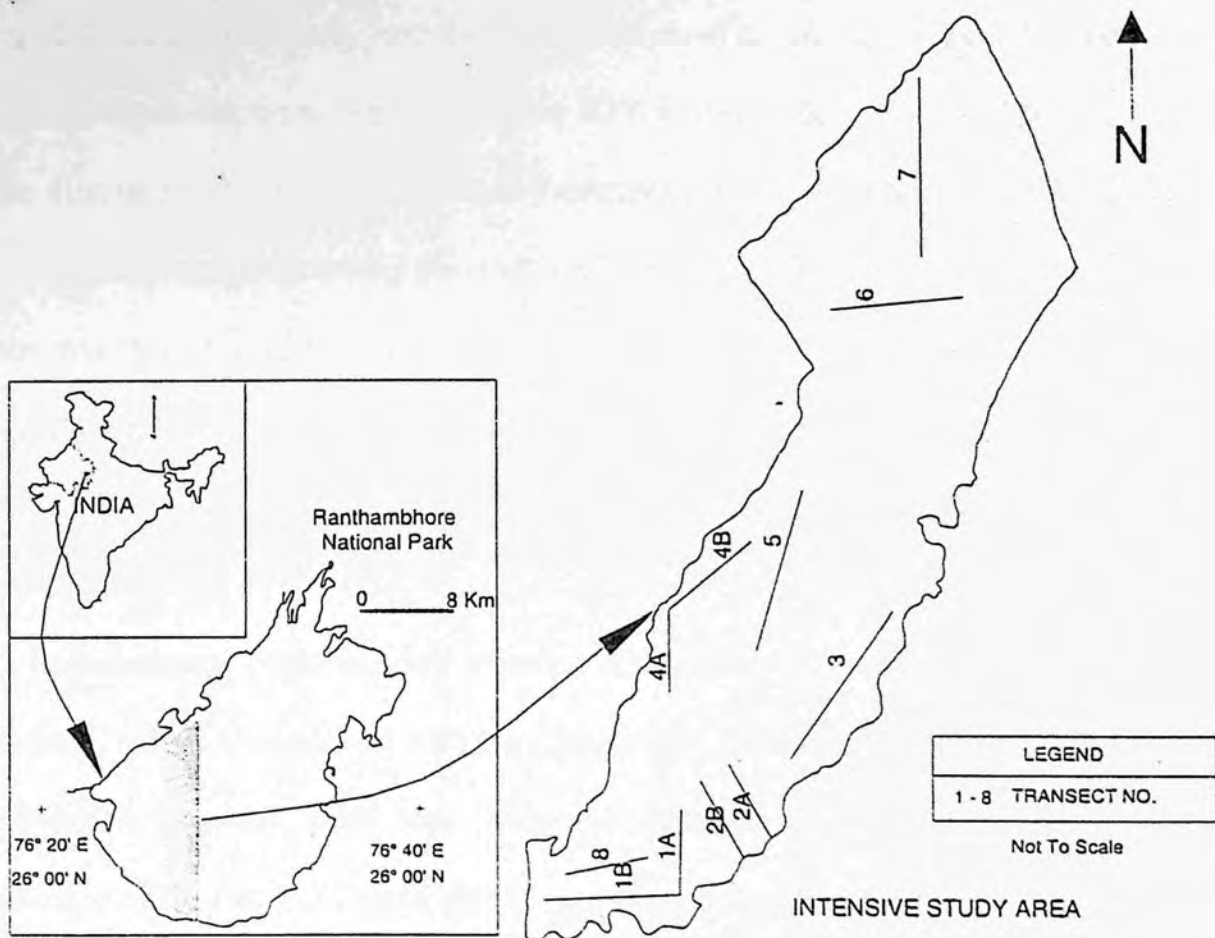 N
7
6
INDIA
Ranthambhore
National Park
0 8 Km
4B
5
4A
3
76° 20' E
26° 00' N
76° 40' E
26° 00' N
2B
2A
1A
8
1B
LEGEND
1 - 8 TRANSECT NO.
Not To Scale
INTENSIVE STUDY AREA